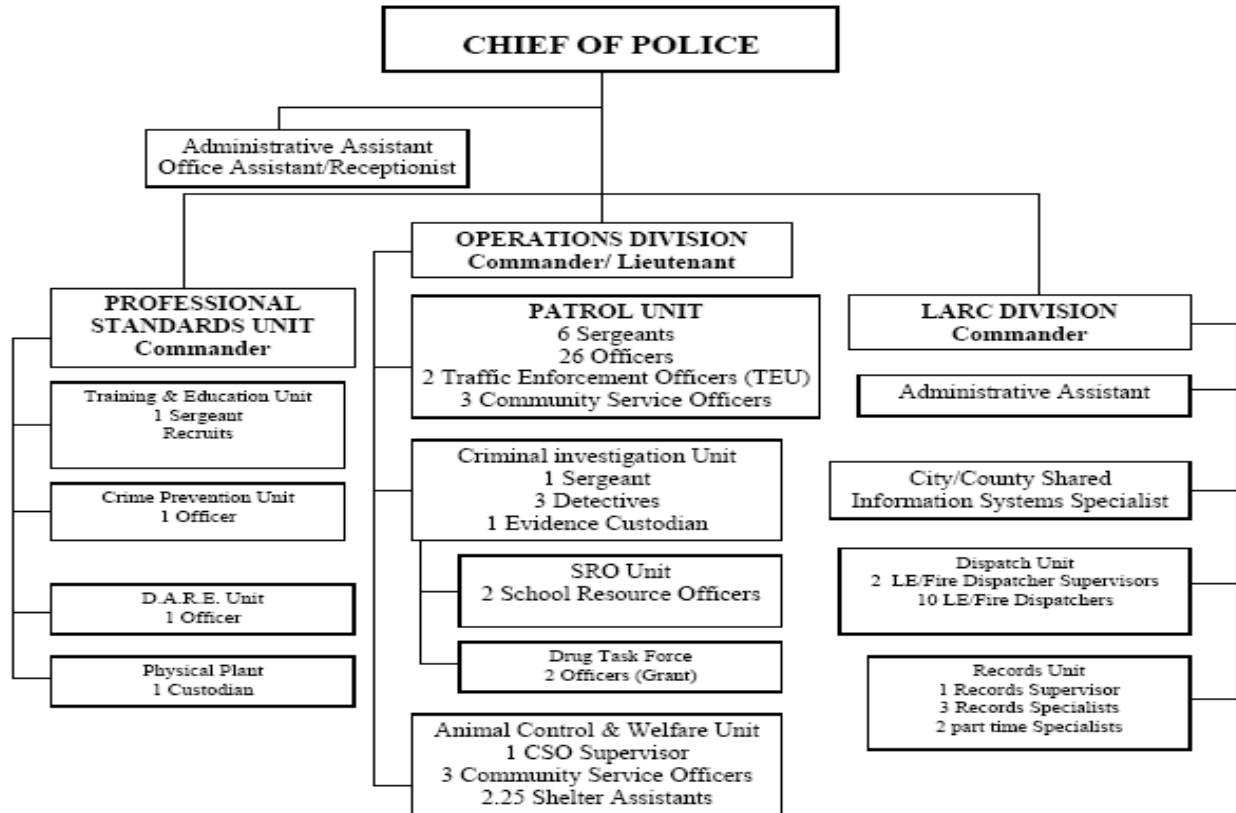 CHIEF OF POLICE
Administrative Assistant
Office Assistant/Receptionist
OPERATIONS DIVISION
Commander/ Lieutenant
PROFESSIONAL
STANDARDS UNIT
Commander
Training & Education Unit
1 Sergeant
Recruits
Crime Prevention Unit
1 Officer
D.A.R.E. Unit
1 Officer
Physical Plant
1 Custodian
PATROL UNIT
6 Sergeants
26 Officers
2 Traffic Enforcement Officers (TEU)
3 Community Service Officers
Criminal investigation Unit
1 Sergeant
3 Detectives
1 Evidence Custodian
SRO Unit
2 School Resource Officers
Drug Task Force
2 Officers (Grant)
Animal Control & Welfare Unit
1 CSO Supervisor
3 Community Service Officers
2.25 Shelter Assistants
LARC DIVISION
Commander
Administrative Assistant
City/County Shared
Information Systems Specialist
Dispatch Unit
2 LE/Fire Dispatcher Supervisors
10 LE/Fire Dispatchers
Records Unit
1 Records Supervisor
3 Records Specialists
2 part time Specialists